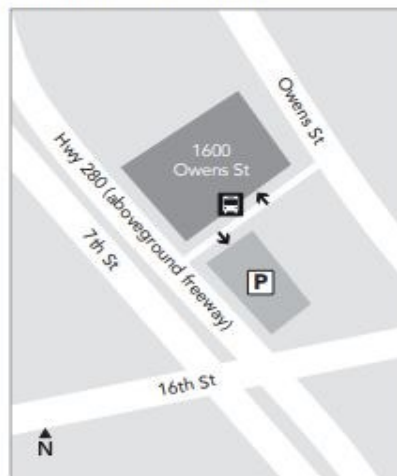 Owens St
1600
Owens St
Hwy 280 (aboveground freeway)
7th St
P
16th St
N